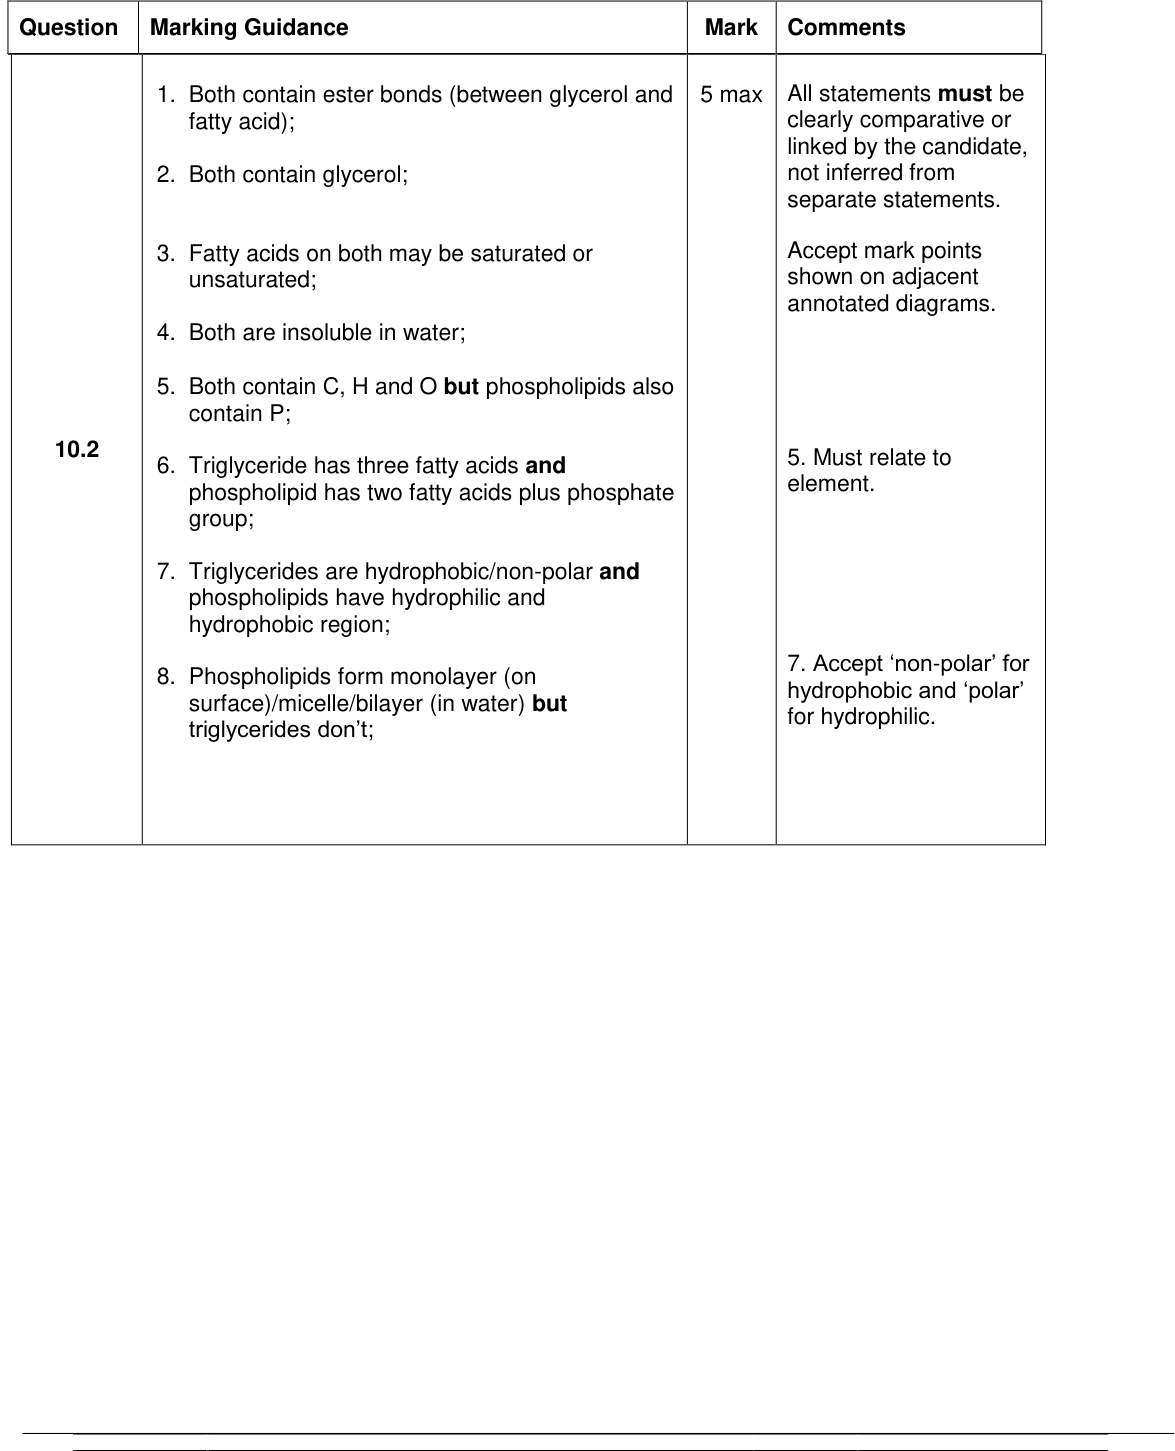 Question Marking Guidance Mark Comments
10.2
1. Both contain ester bonds (between glycerol and
fatty acid);
2. Both contain glycerol;
3. Fatty acids on both may be saturated or
unsaturated;
4. Both are insoluble in water;
5. Both contain C, H and O but phospholipids also
contain P;
6. Triglyceride has three fatty acids and
phospholipid has two fatty acids plus phosphate
group;
7. Triglycerides are hydrophobic/non-polar and
phospholipids have hydrophilic and
hydrophobic region;
8. Phospholipids form monolayer (on
surface)/micelle/bilayer (in water) but
triglycerides don’t;
5 max
All statements must be
clearly comparative or
linked by the candidate,
not inferred from
separate statements.
Accept mark points
shown on adjacent
annotated diagrams.
5. Must relate to
element.
7. Accept ‘non-polar’ for
hydrophobic and ‘polar’
for hydrophilic.